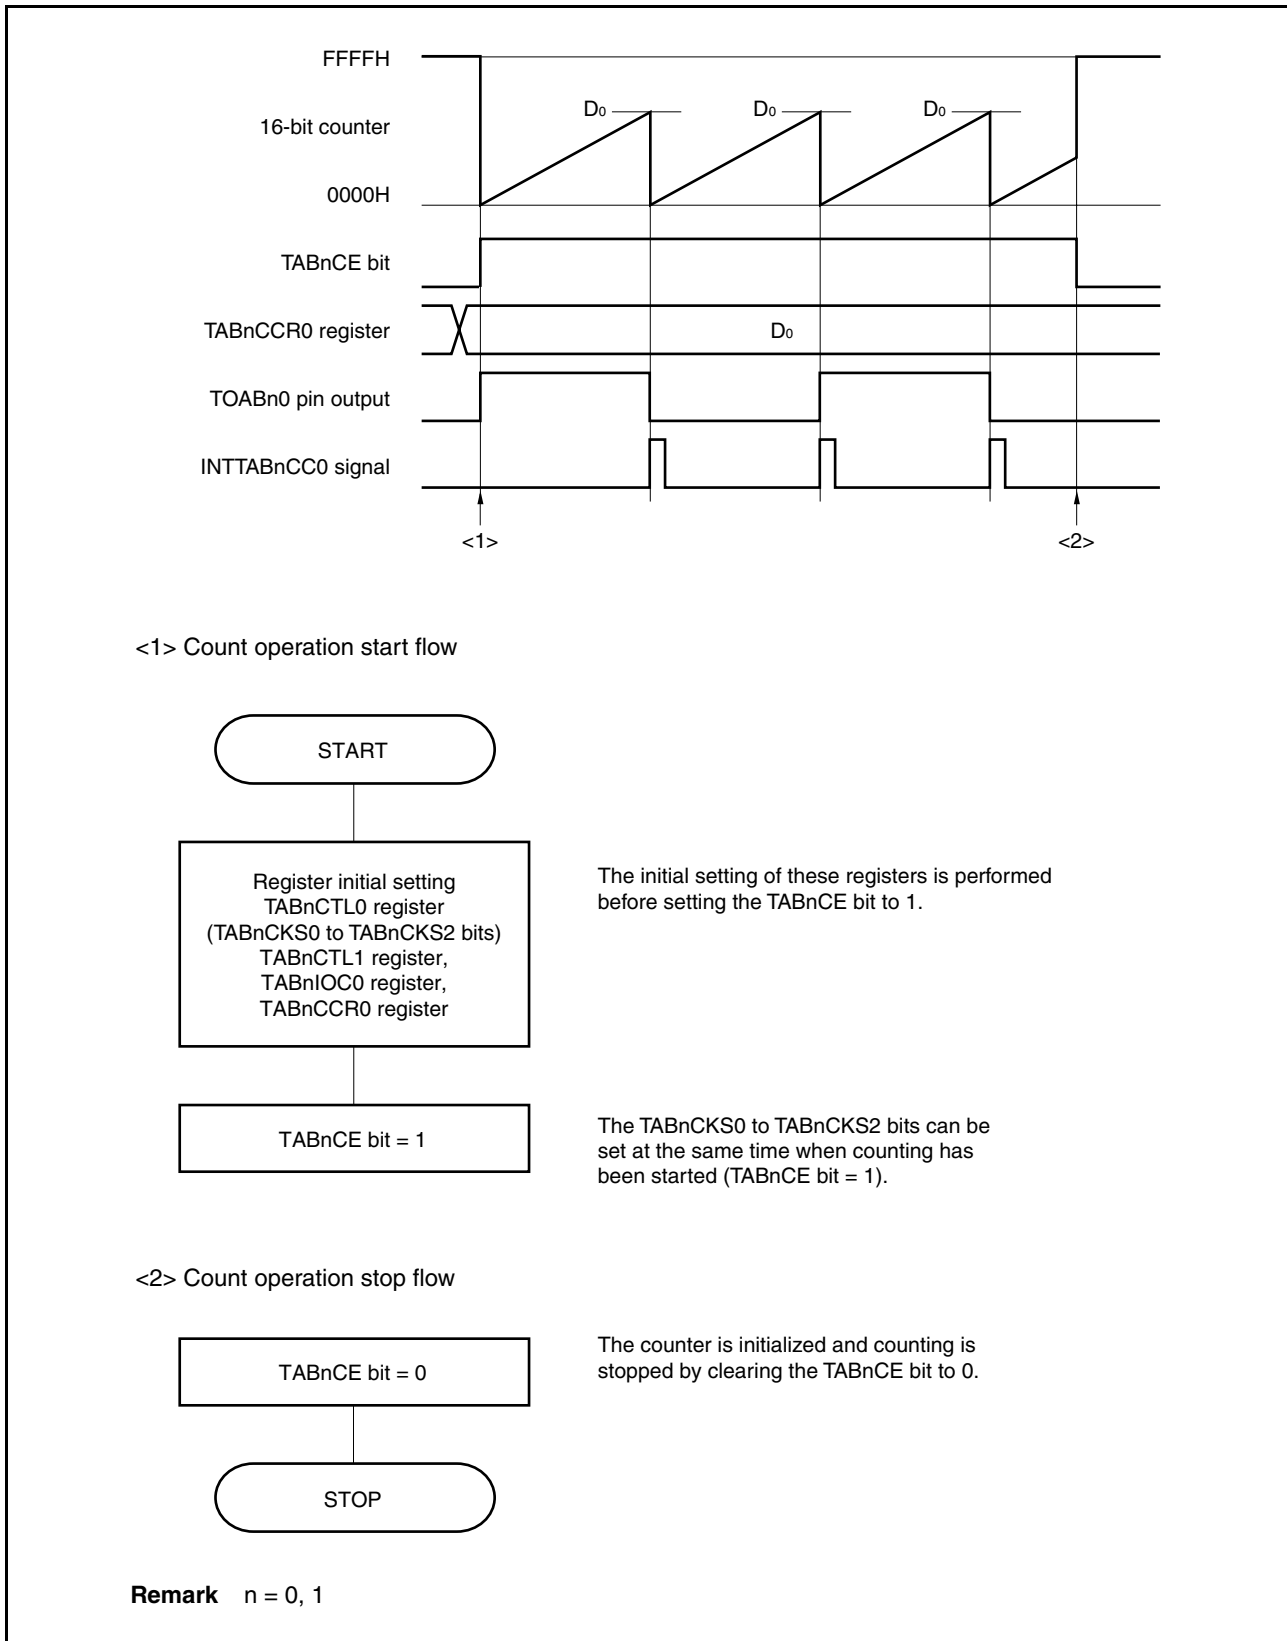 FFFFH
D0 D0 D0
16-bit counter
0000H
TABnCE bit
TABnCCR0 register
D0
TOABn0 pin output
INTTABnCC0 signal
<1> <2>
<1> Count operation start flow
START
Register initial setting
TABnCTL0 register
(TABnCKS0 to TABnCKS2 bits)
TABnCTL1 register,
TABnIOC0 register,
TABnCCR0 register
The initial setting of these registers is performed
before setting the TABnCE bit to 1.
TABnCE bit = 1
The TABnCKS0 to TABnCKS2 bits can be
set at the same time when counting has
been started (TABnCE bit = 1).
<2> Count operation stop flow
TABnCE bit = 0
The counter is initialized and counting is
stopped by clearing the TABnCE bit to 0.
STOP
Remark n = 0, 1